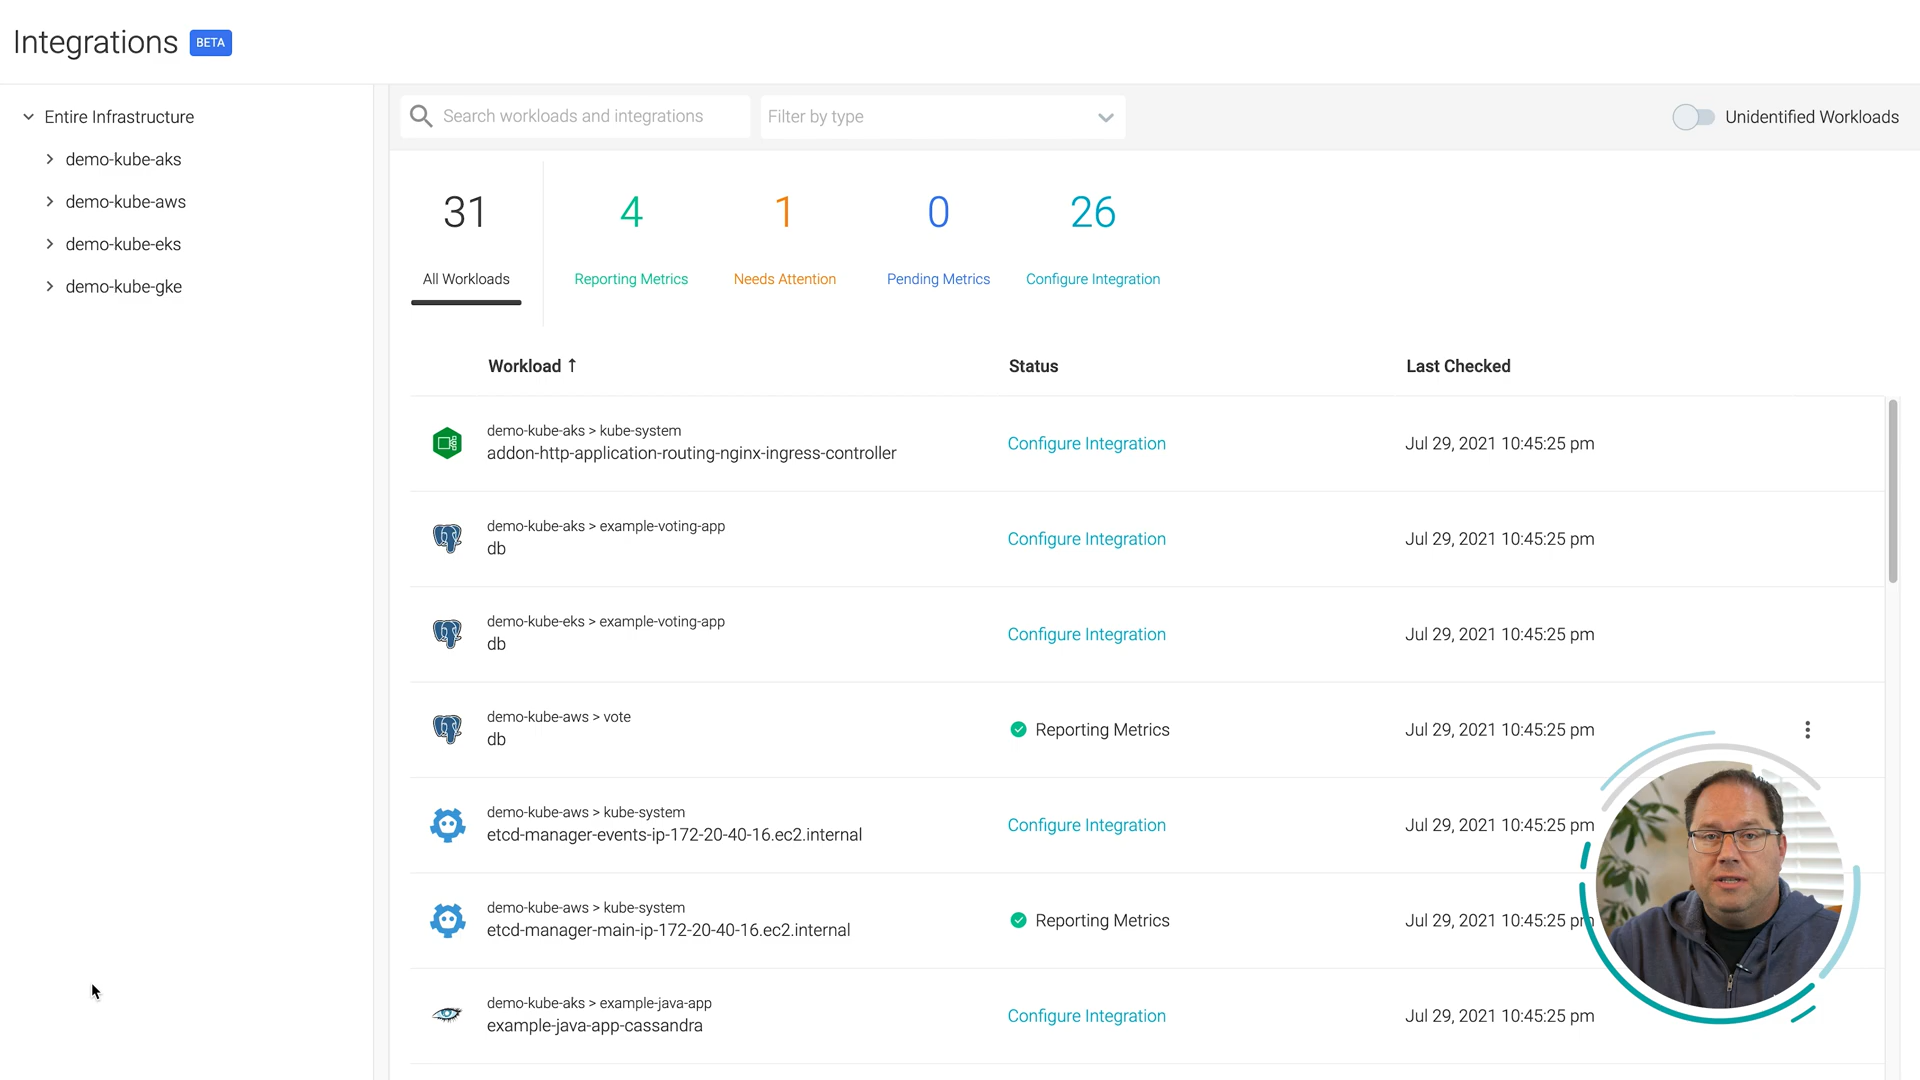 Integrations BETA
Entire Infrastructure
demo-kube-aks
demo-kube-aws
demo-kube-eks
demo-kube-gke
Search workloads and integrations
Filter by type
Unidentified Workloads
31 4 1 0 26
All Workloads Reporting Metrics Needs Attention Pending Metrics Configure Integration
Workload ↑ Status Last Checked
demo-kube-aks > kube-system
addon-http-application-routing-nginx-ingress-controller
Configure Integration Jul 29, 2021 10:45:25 pm
demo-kube-aks > example-voting-app
db
Configure Integration Jul 29, 2021 10:45:25 pm
demo-kube-eks > example-voting-app
db
Configure Integration Jul 29, 2021 10:45:25 pm
demo-kube-aws > vote
db
Reporting Metrics Jul 29, 2021 10:45:25 pm
demo-kube-aws > kube-system
etcd-manager-events-ip-172-20-40-16.ec2.internal
Configure Integration Jul 29, 2021 10:45:25 pm
demo-kube-aws > kube-system
etcd-manager-main-ip-172-20-40-16.ec2.internal
Reporting Metrics Jul 29, 2021 10:45:25 pm
demo-kube-aks > example-java-app
example-java-app-cassandra
Configure Integration Jul 29, 2021 10:45:25 pm